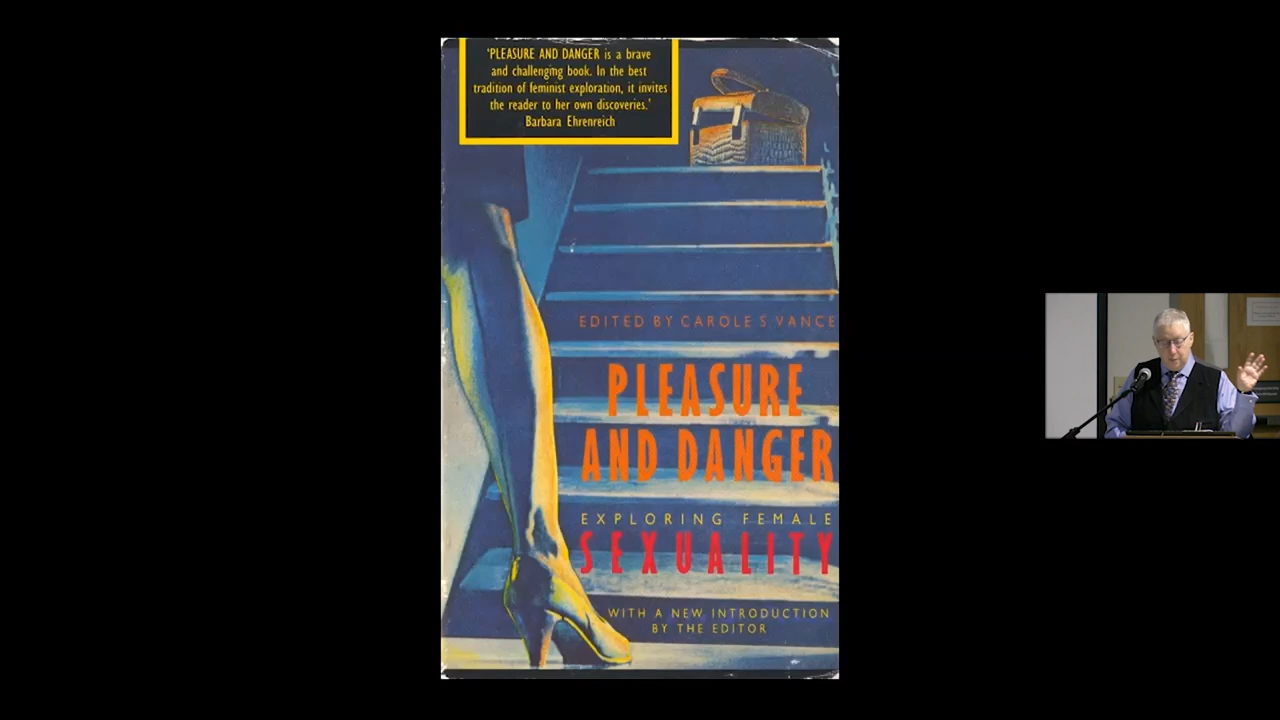 'PLEASURE AND DANGER is a brave
and challenging book. In the best
tradition of feminist exploration, it invites
the reader to her own discoveries.'
Barbara Ehrenreich
EDITED BY CAROLE S VANCE
PLEASURE
AND DANGER
EXPLORING FEMALE
SEXUALITY
WITH A NEW INTRODUCTION
BY THE EDITOR